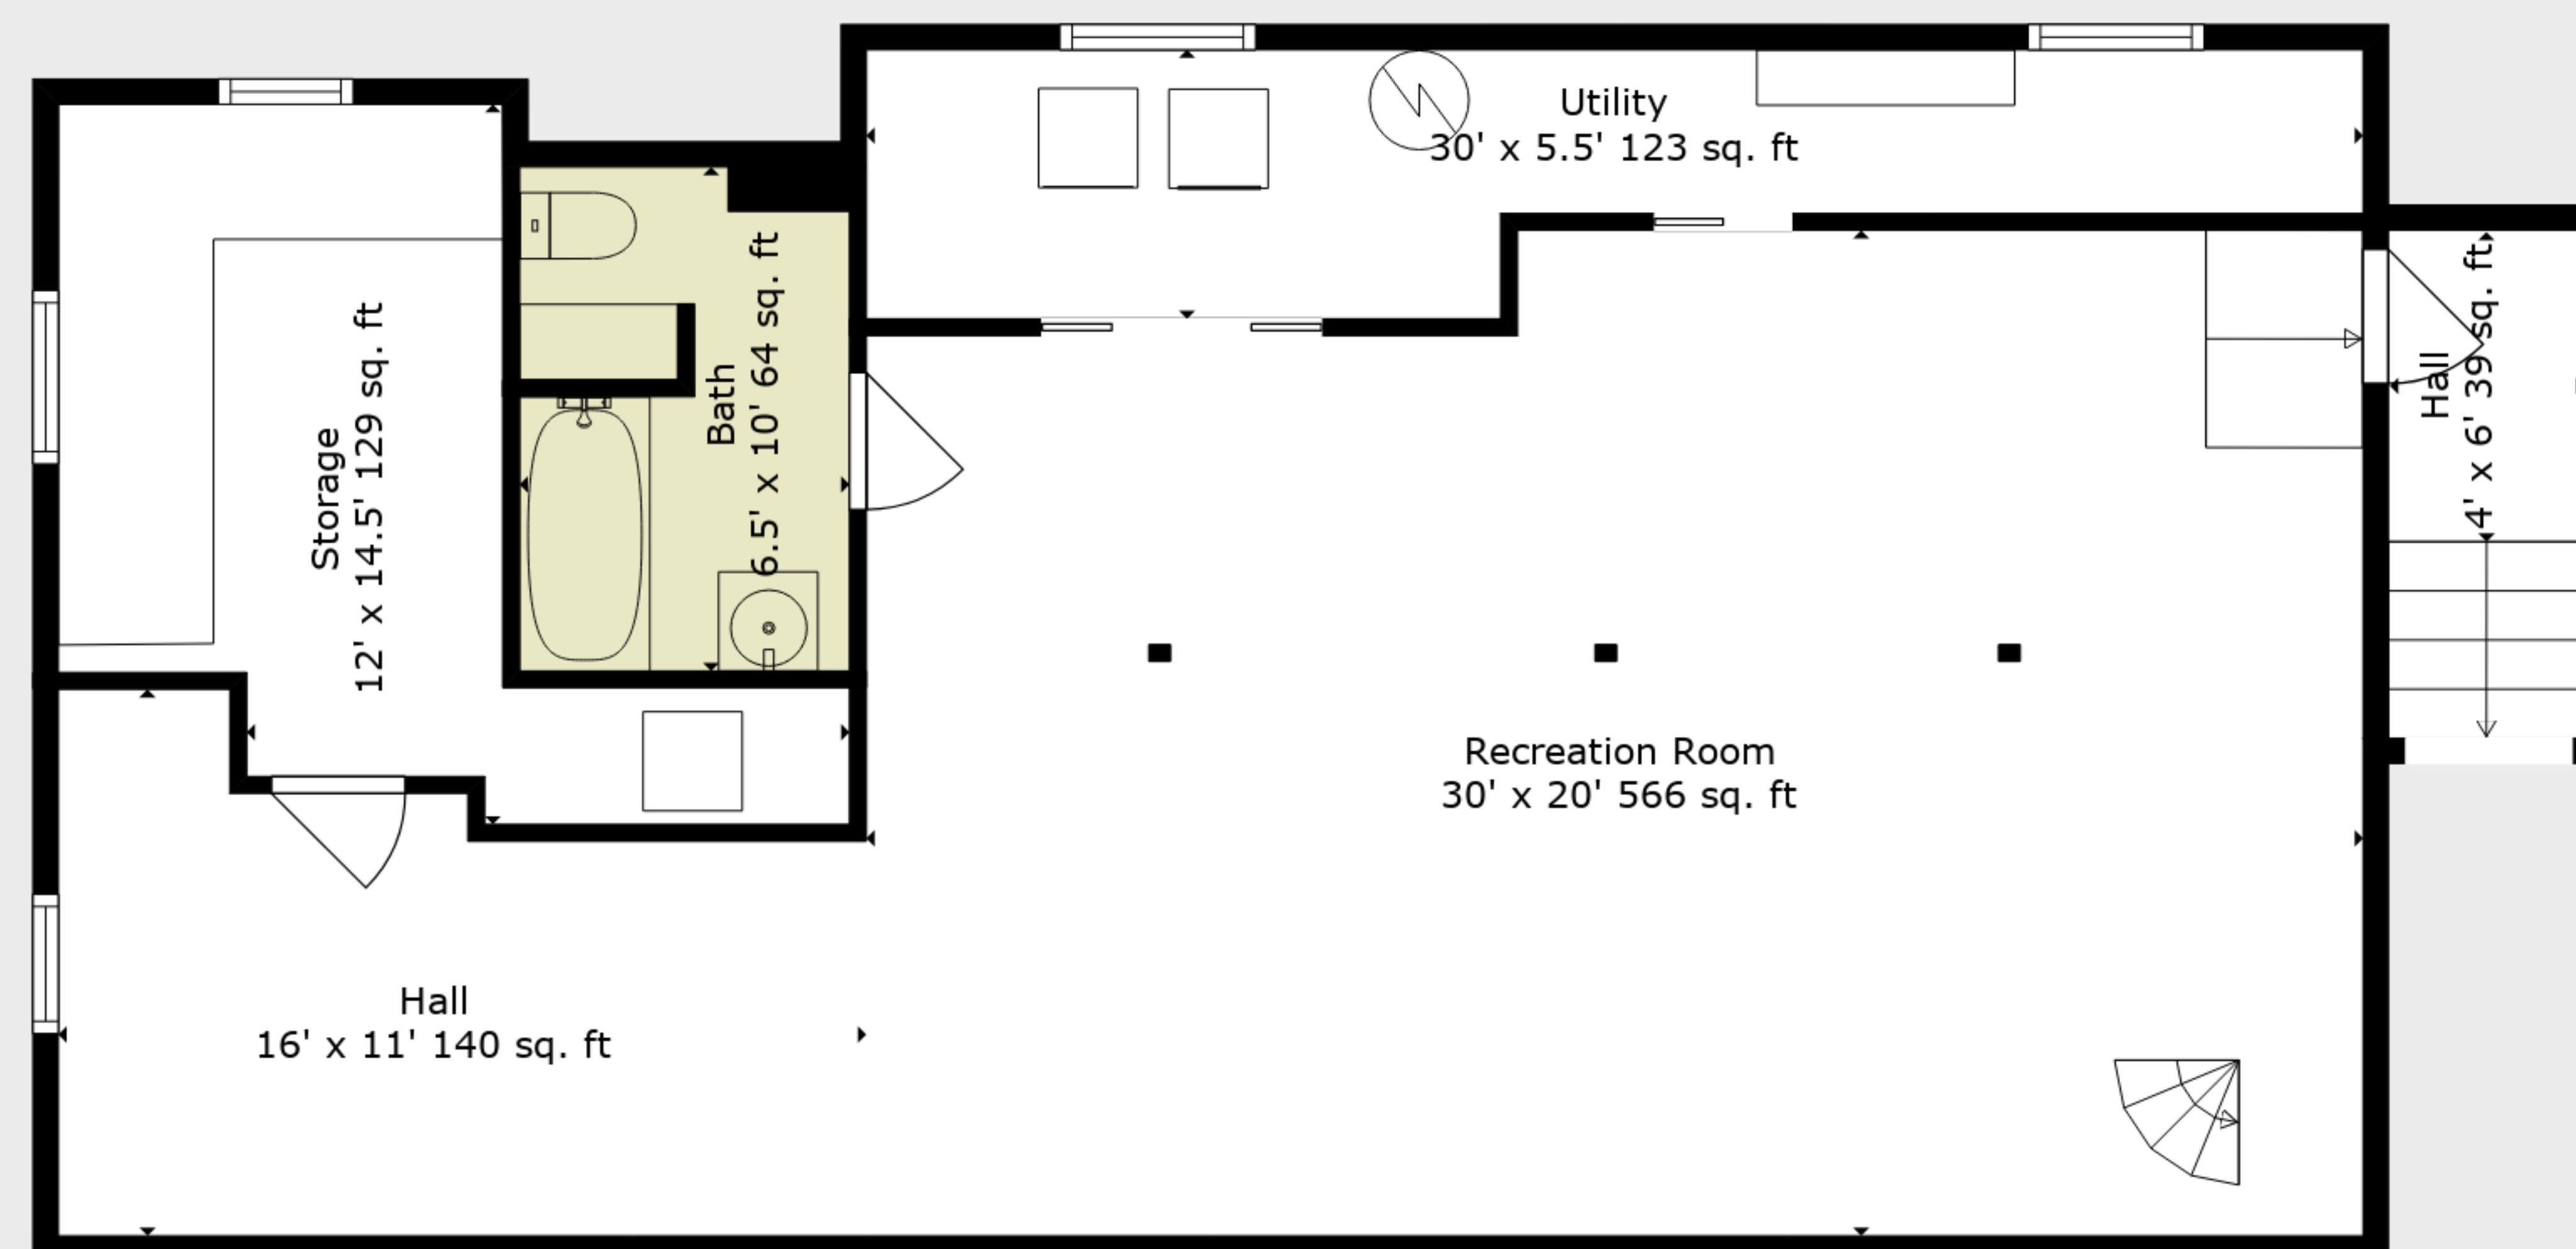 Utility
30' x 5.5' 123 sq. ft
Storage
12' x 14.5' 129 sq. ft
Bath
6.5' x 10' 64 sq. ft
Hall
4' x 6' 39 sq. ft
Recreation Room
30' x 20' 566 sq. ft
Hall
16' x 11' 140 sq. ft